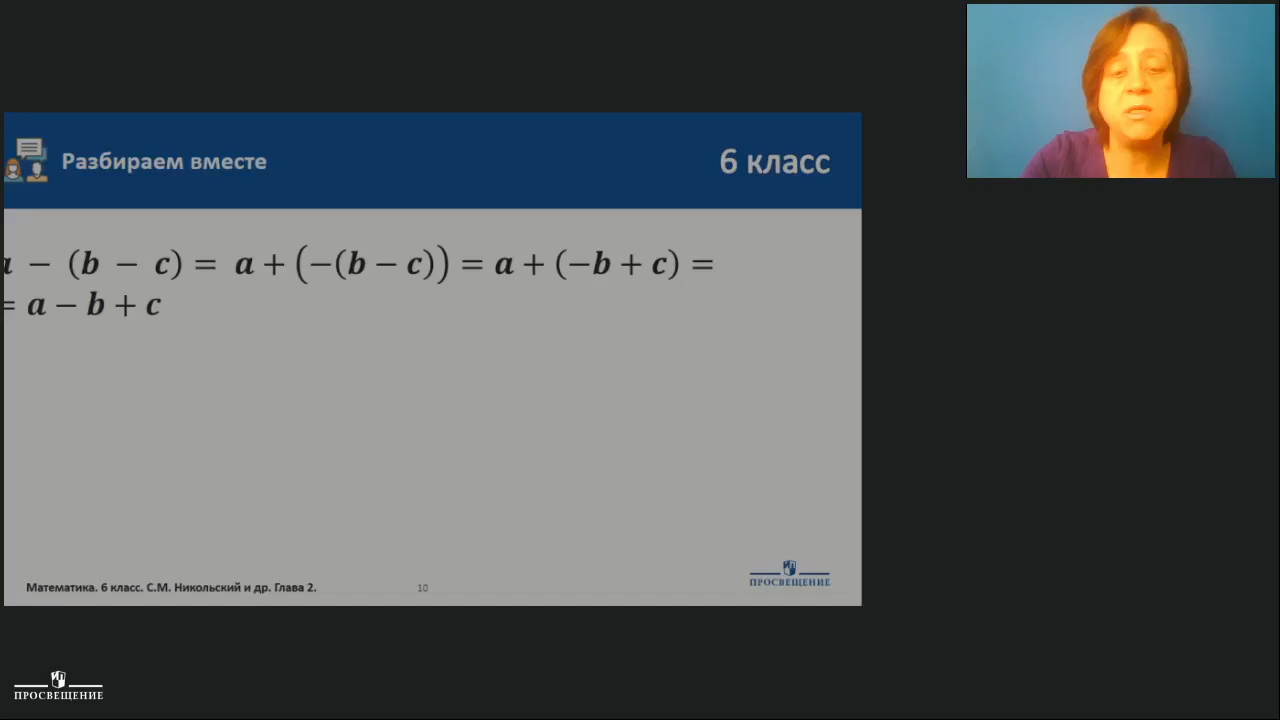 Разбираем вместе
6 класс
a − (b − c) = a + (−(b − c)) = a + (−b + c) =
= a − b + c
Математика. 6 класс. С.М. Никольский и др. Глава 2.
10
ПРОСВЕЩЕНИЕ
ПРОСВЕЩЕНИЕ